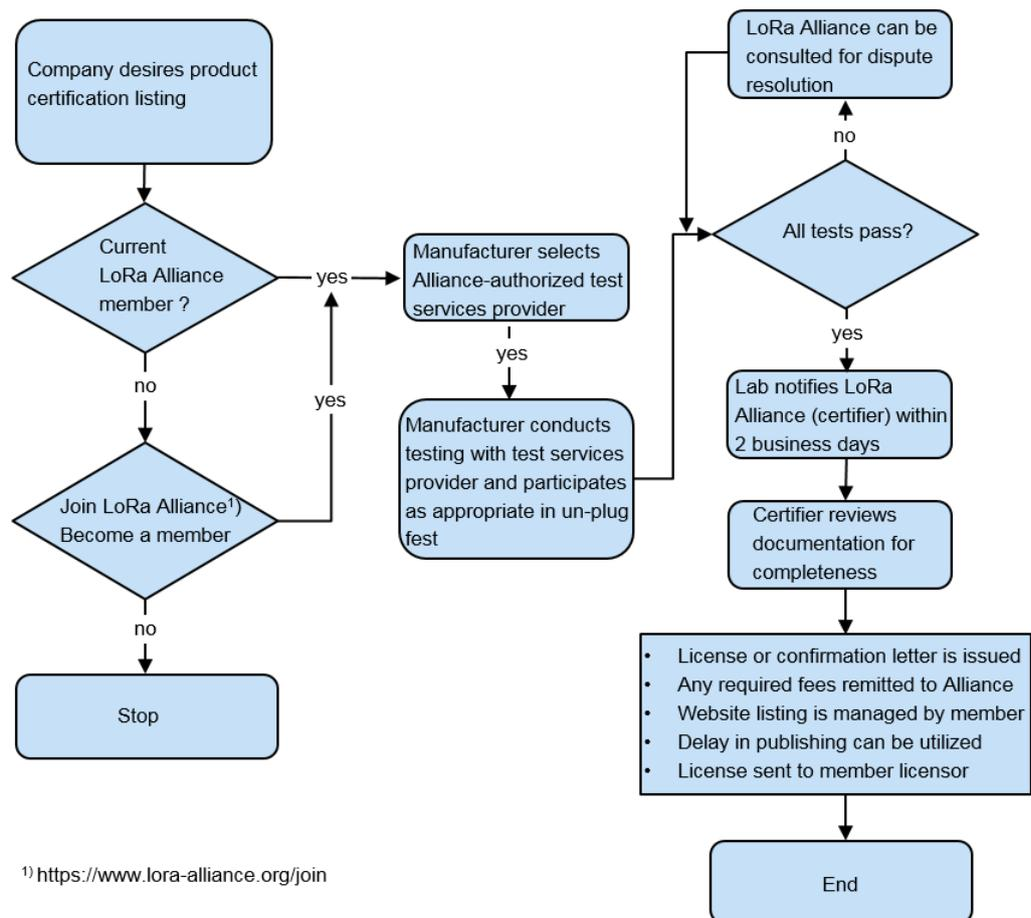 Company desires product
certification listing
Current
LoRa Alliance
member ?
yes
no
Join LoRa Alliance¹⁾
Become a member
yes
no
Stop
Manufacturer selects
Alliance-authorized test
services provider
yes
Manufacturer conducts
testing with test services
provider and participates
as appropriate in un-plug
fest
LoRa Alliance can be
consulted for dispute
resolution
no
All tests pass?
yes
Lab notifies LoRa
Alliance (certifier) within
2 business days
Certifier reviews
documentation for
completeness
• License or confirmation letter is issued
• Any required fees remitted to Alliance
• Website listing is managed by member
• Delay in publishing can be utilized
• License sent to member licensor
End
¹⁾ https://www.lora-alliance.org/join